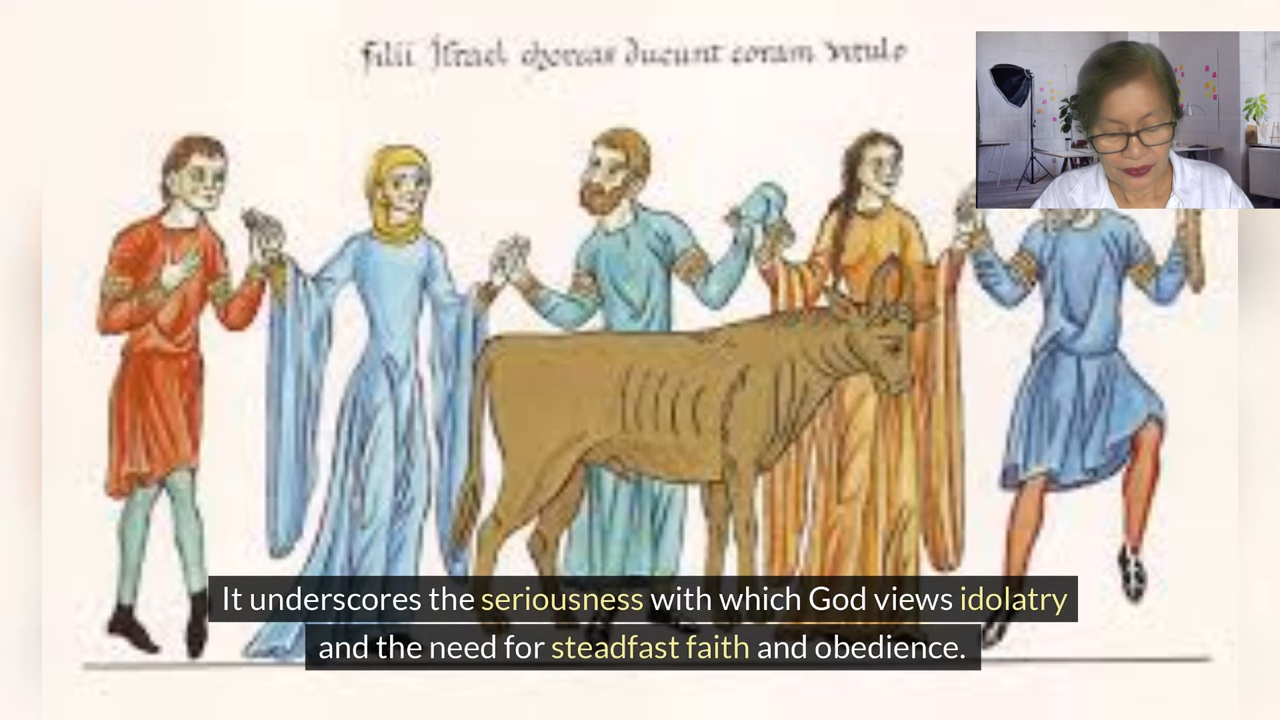 filii Israel choreas ducunt coram vitulo
It underscores the seriousness with which God views idolatry
and the need for steadfast faith and obedience.